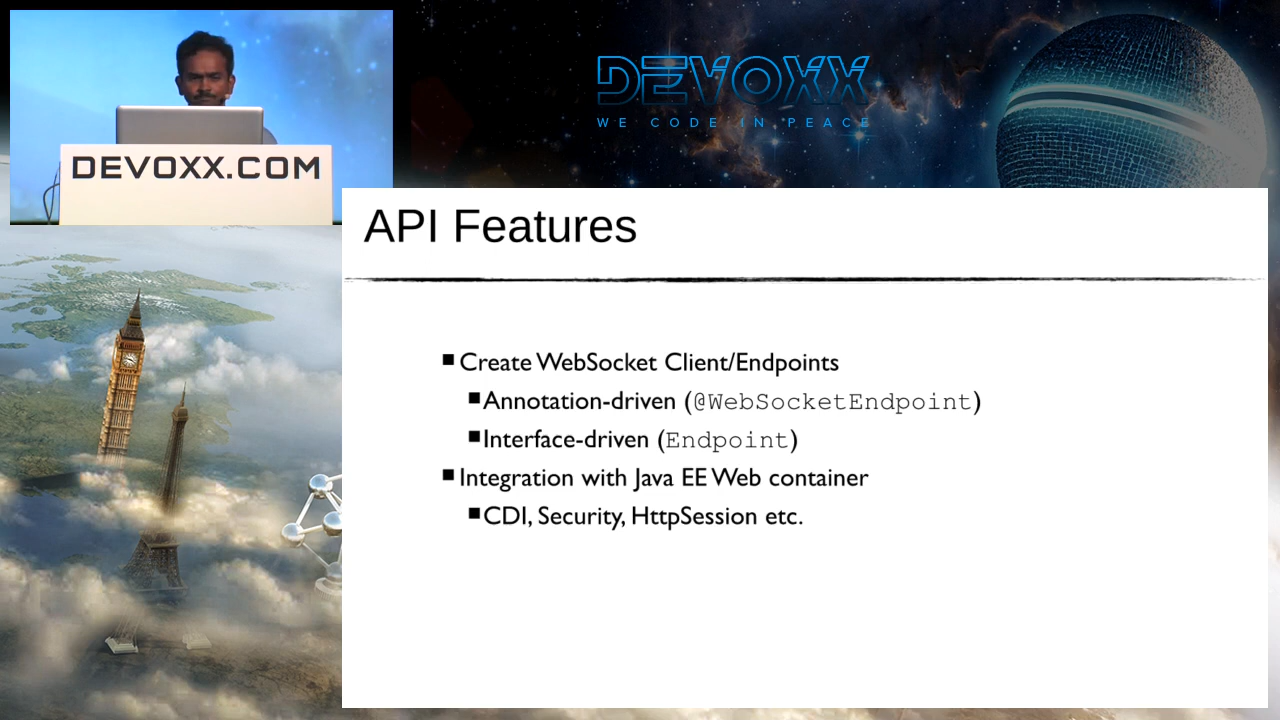 DEVOXX
WE CODE IN PEACE
DEVOXX.COM
API Features
Create WebSocket Client/Endpoints
Annotation-driven (@WebSocketEndpoint)
Interface-driven (Endpoint)
Integration with Java EE Web container
CDI, Security, HttpSession etc.